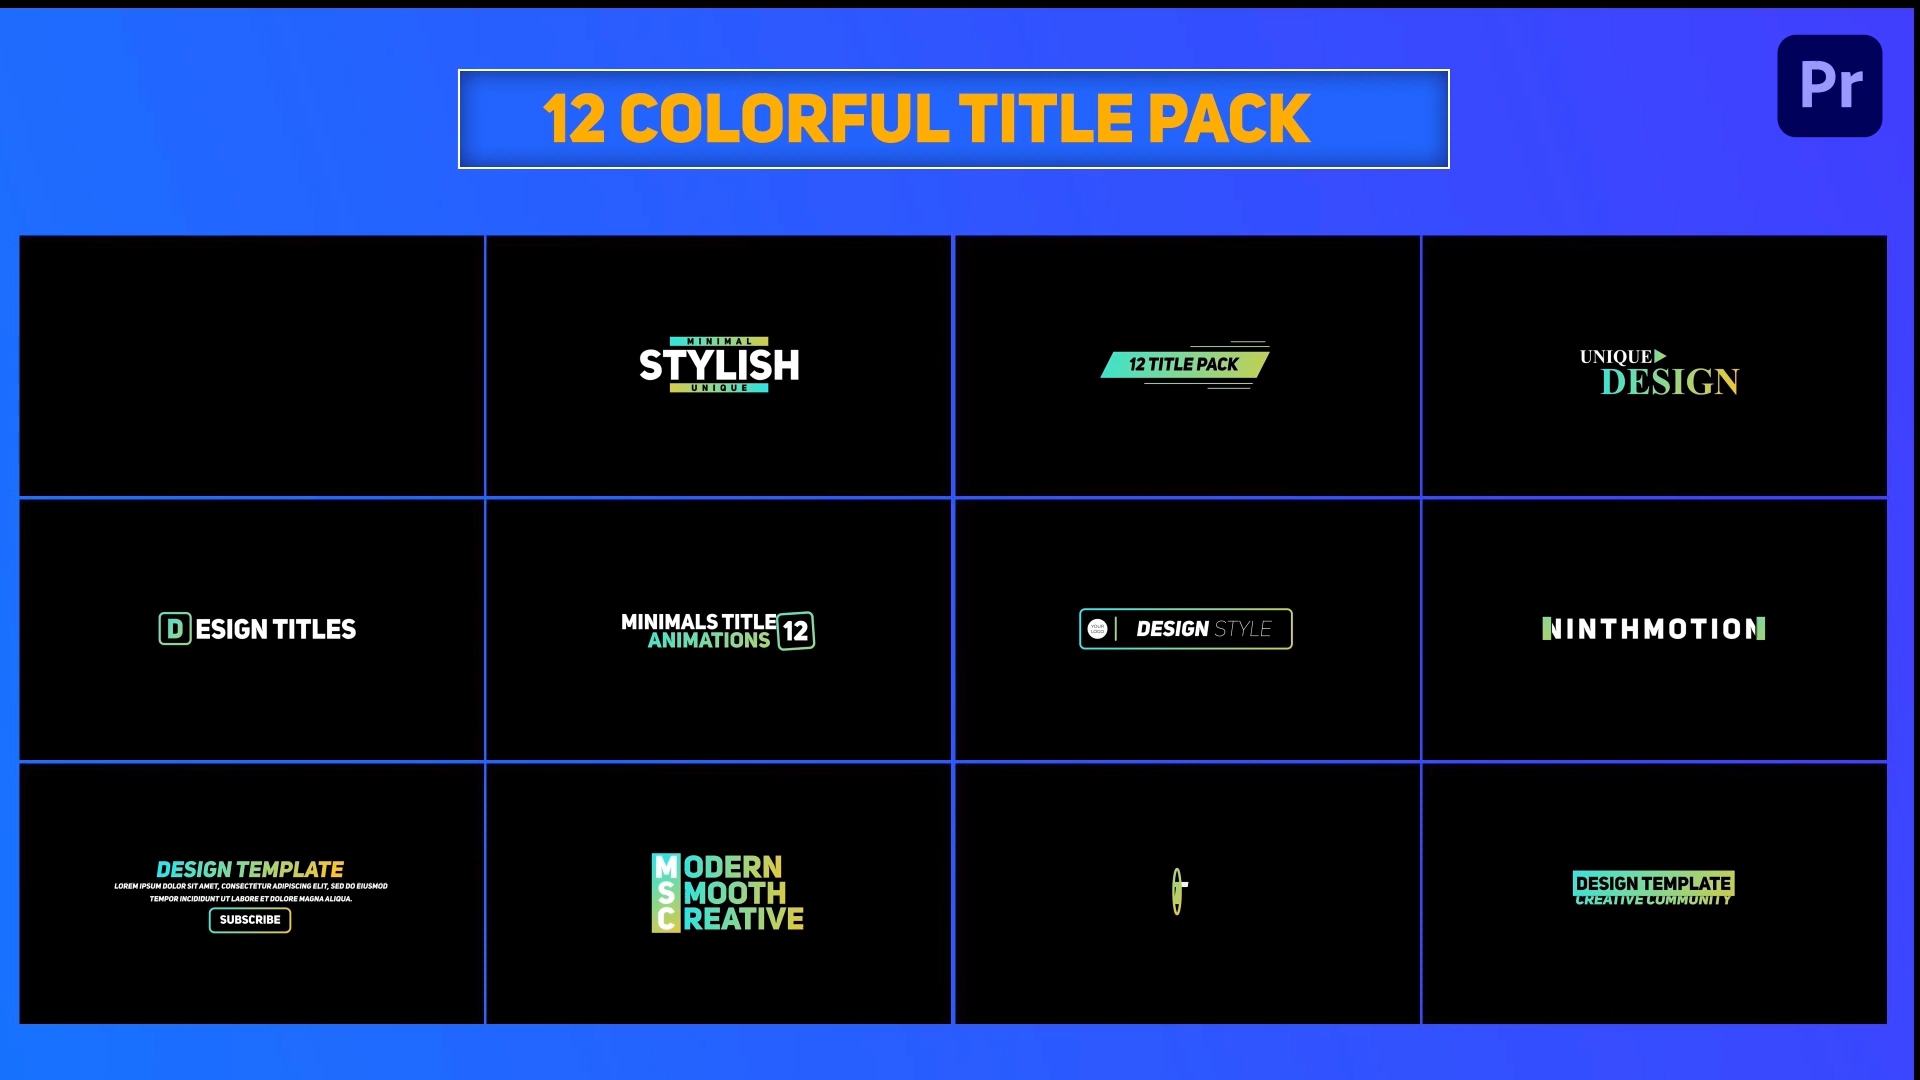 12 COLORFUL TITLE PACK
Pr
MINIMAL
STYLISH
UNIQUE
12 TITLE PACK
UNIQUE
DESIGN
DESIGN TITLES
MINIMALS TITLE
ANIMATIONS
12
YOUR
LOGO
DESIGN STYLE
NINTHMOTION
DESIGN TEMPLATE
LOREM IPSUM DOLOR SIT AMET, CONSECTETUR ADIPISCING ELIT, SED DO EIUSMOD
TEMPOR INCIDIDUNT UT LABORE ET DOLORE MAGNA ALIQUA.
SUBSCRIBE
MODERN
SMOOTH
CREATIVE
DESIGN TEMPLATE
CREATIVE COMMUNITY